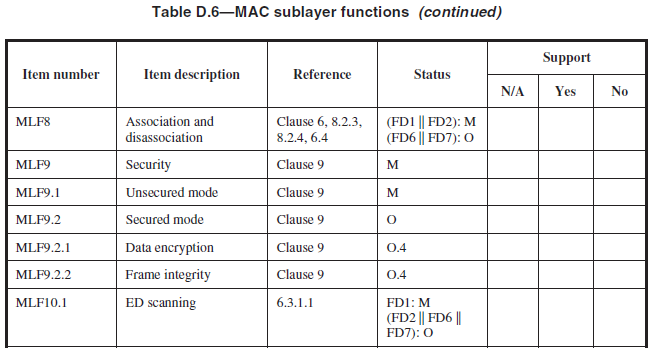 Table D.6—MAC sublayer functions (continued)
Item number Item description Reference Status Support
N/A Yes No
MLF8 Association and disassociation Clause 6, 8.2.3, 8.2.4, 6.4 (FD1 || FD2): M (FD6 || FD7): O
MLF9 Security Clause 9 M
MLF9.1 Unsecured mode Clause 9 M
MLF9.2 Secured mode Clause 9 O
MLF9.2.1 Data encryption Clause 9 O.4
MLF9.2.2 Frame integrity Clause 9 O.4
MLF10.1 ED scanning 6.3.1.1 FD1: M (FD2 || FD6 || FD7): O